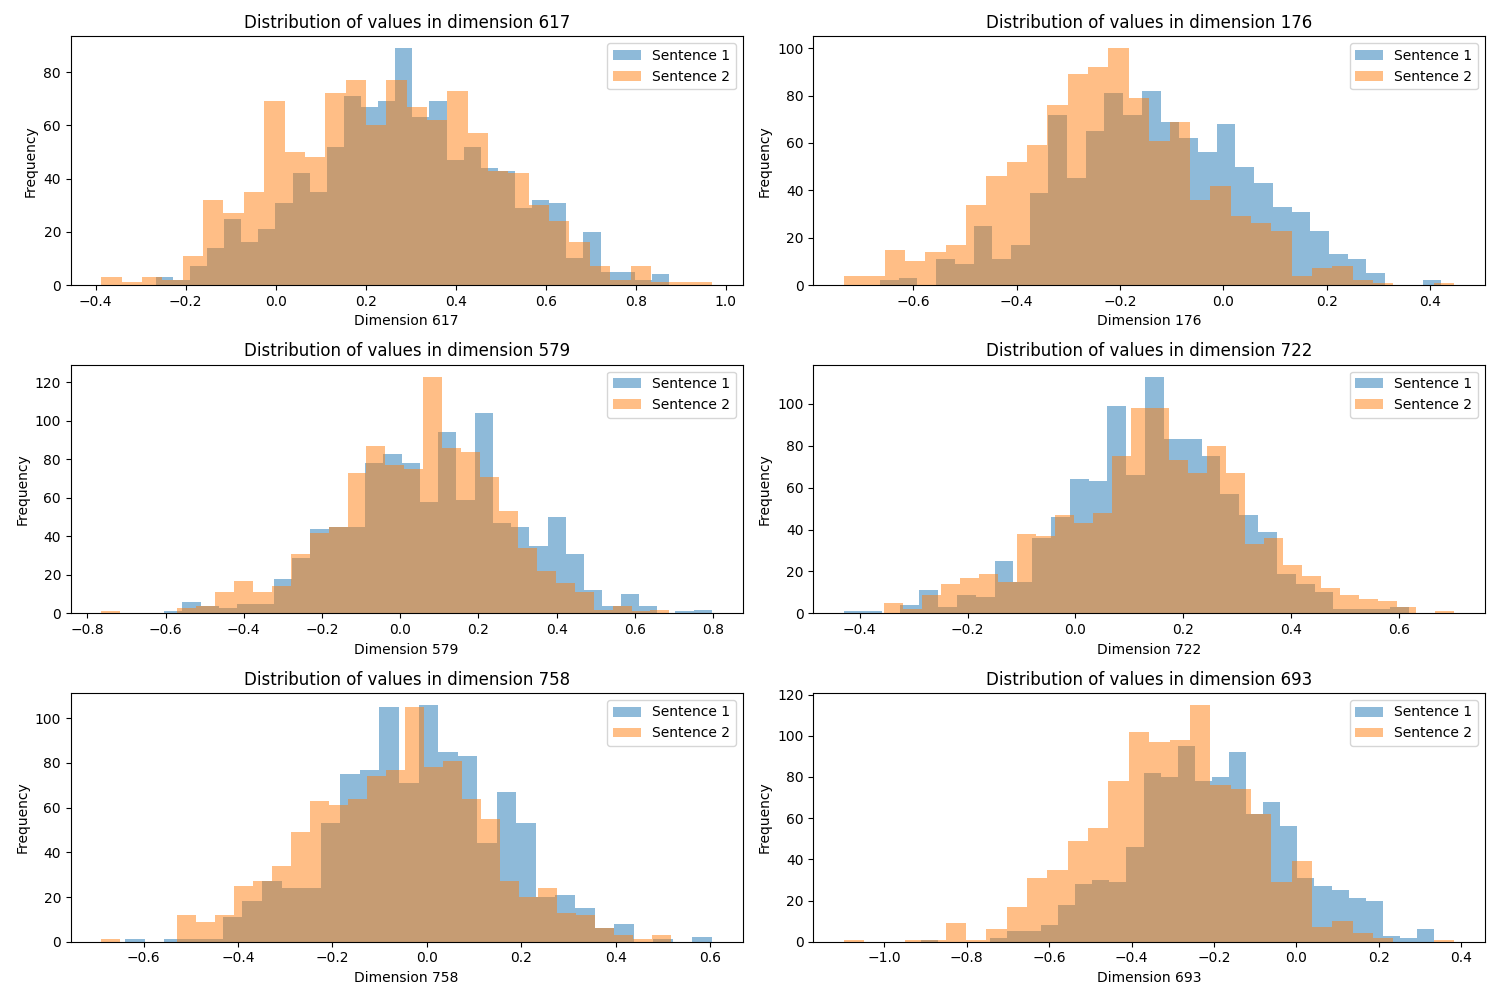 Distribution of values in dimension 617
Frequency
80
60
40
20
0
Sentence 1
Sentence 2
−0.4 −0.2 0.0 0.2 0.4 0.6 0.8 1.0
Dimension 617
Distribution of values in dimension 176
Frequency
100
80
60
40
20
0
Sentence 1
Sentence 2
−0.6 −0.4 −0.2 0.0 0.2 0.4
Dimension 176
Distribution of values in dimension 579
Frequency
120
100
80
60
40
20
0
Sentence 1
Sentence 2
−0.8 −0.6 −0.4 −0.2 0.0 0.2 0.4 0.6 0.8
Dimension 579
Distribution of values in dimension 722
Frequency
100
80
60
40
20
0
Sentence 1
Sentence 2
−0.4 −0.2 0.0 0.2 0.4 0.6
Dimension 722
Distribution of values in dimension 758
Frequency
100
80
60
40
20
0
Sentence 1
Sentence 2
−0.6 −0.4 −0.2 0.0 0.2 0.4 0.6
Dimension 758
Distribution of values in dimension 693
Frequency
120
100
80
60
40
20
0
Sentence 1
Sentence 2
−1.0 −0.8 −0.6 −0.4 −0.2 0.0 0.2 0.4
Dimension 693